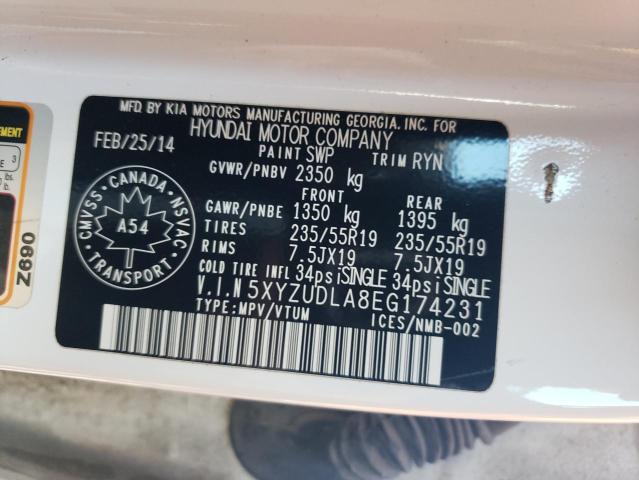 MFD. BY KIA MOTORS MANUFACTURING GEORGIA, INC. FOR
FEB/25/14 HYUNDAI MOTOR COMPANY
PAINT SWP TRIM RYN
GVWR/PNBV 2350 kg
FRONT REAR
GAWR/PNBE 1350 kg 1395 kg
TIRES 235/55R19 235/55R19
RIMS 7.5JX19 7.5JX19
COLD TIRE INFL 34psiSINGLE 34psiSINGLE
V.I.N 5XYZUDLA8EG174231
TYPE:MPV/VTUM ICES/NMB-002
CANADA
CMVSS NSVAC
A54
TRANSPORT
Z690
EMENT
E 3
lbs.